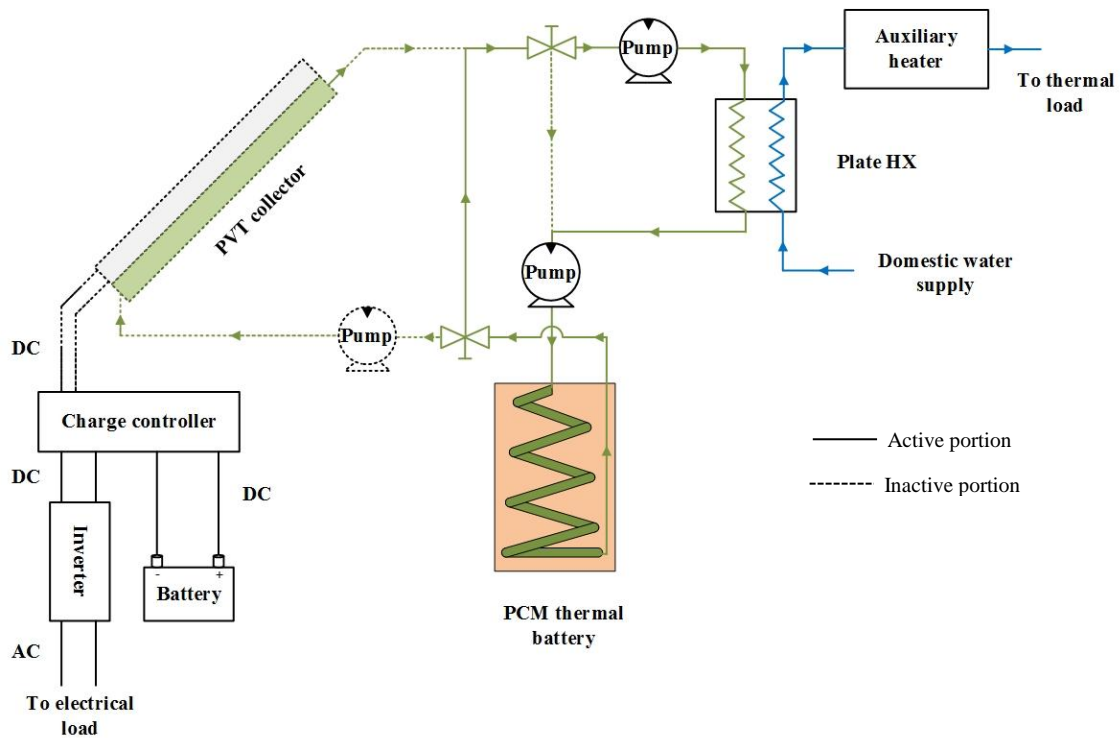 Pump
Auxiliary
heater
To thermal
load
Plate HX
PVT collector
Pump
Domestic water
supply
Pump
DC
Charge controller
Active portion
DC
DC
Inactive portion
Inverter
- +
Battery
PCM thermal
battery
AC
To electrical
load